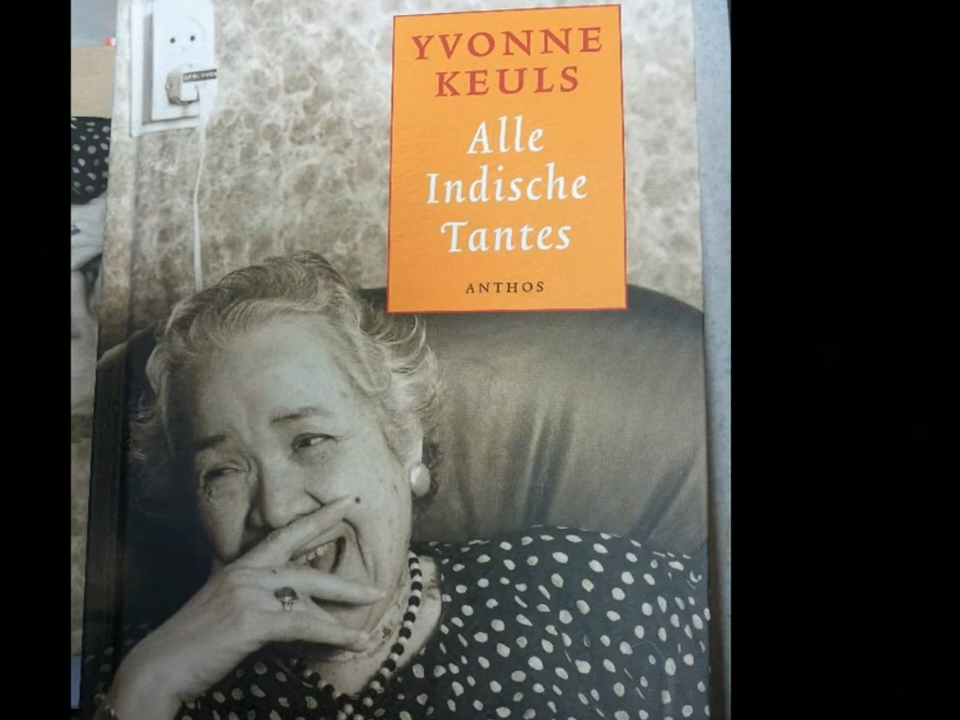 YVONNE
KEULS
Alle
Indische
Tantes
ANTHOS